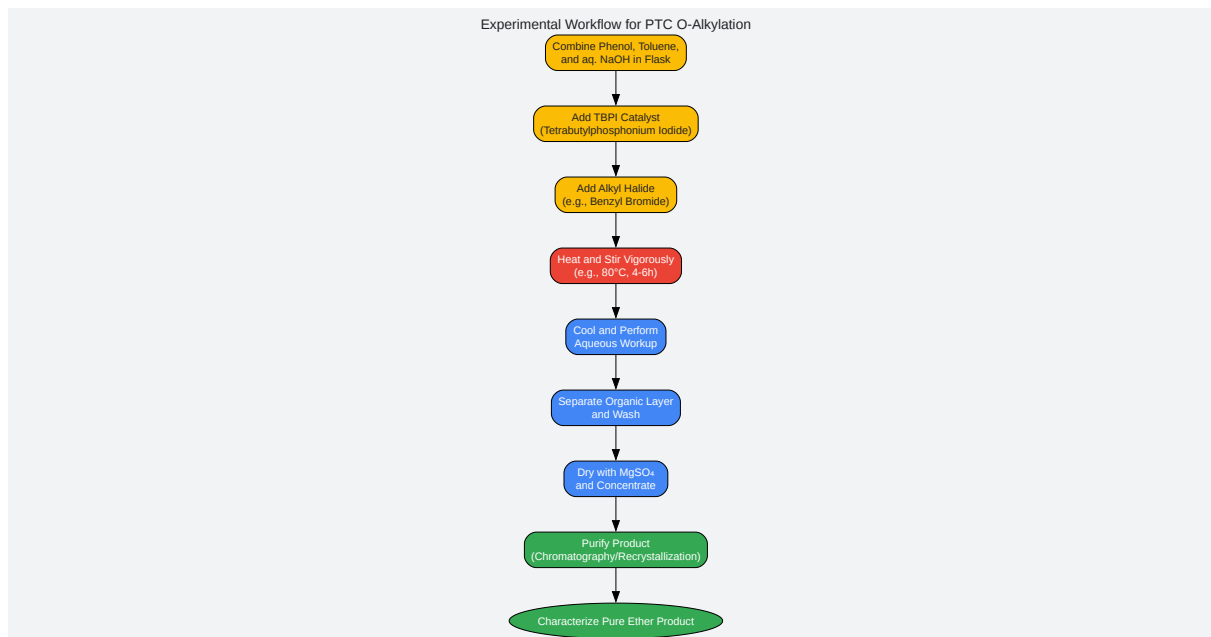 Experimental Workflow for PTC O-Alkylation
Combine Phenol, Toluene,
and aq. NaOH in Flask
Add TBPI Catalyst
(Tetrabutylphosphonium Iodide)
Add Alkyl Halide
(e.g., Benzyl Bromide)
Heat and Stir Vigorously
(e.g., 80°C, 4-6h)
Cool and Perform
Aqueous Workup
Separate Organic Layer
and Wash
Dry with MgSO₄
and Concentrate
Purify Product
(Chromatography/Recrystallization)
Characterize Pure Ether Product